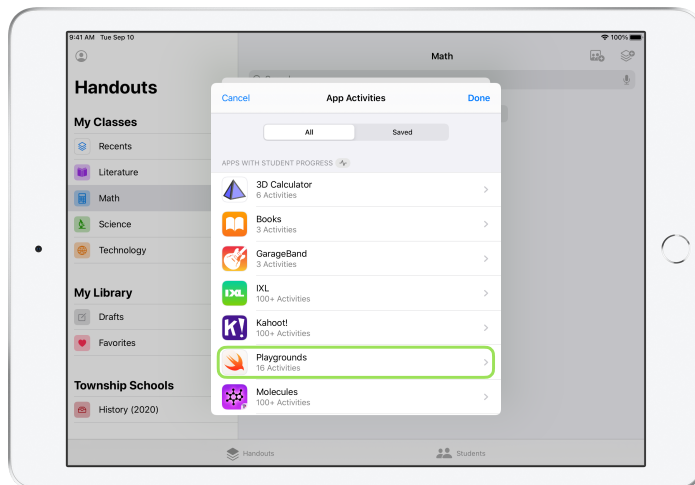 9:41 AM Tue Sep 10
100%
Handouts
My Classes
Recents
Literature
Math
Science
Technology
My Library
Drafts
Favorites
Township Schools
History (2020)
Math
Cancel
App Activities
Done
All
Saved
APPS WITH STUDENT PROGRESS
3D Calculator
6 Activities
Books
3 Activities
GarageBand
3 Activities
IXL
IXL
100+ Activities
K!
Kahoot!
100+ Activities
Playgrounds
16 Activities
Molecules
100+ Activities
Handouts
Students